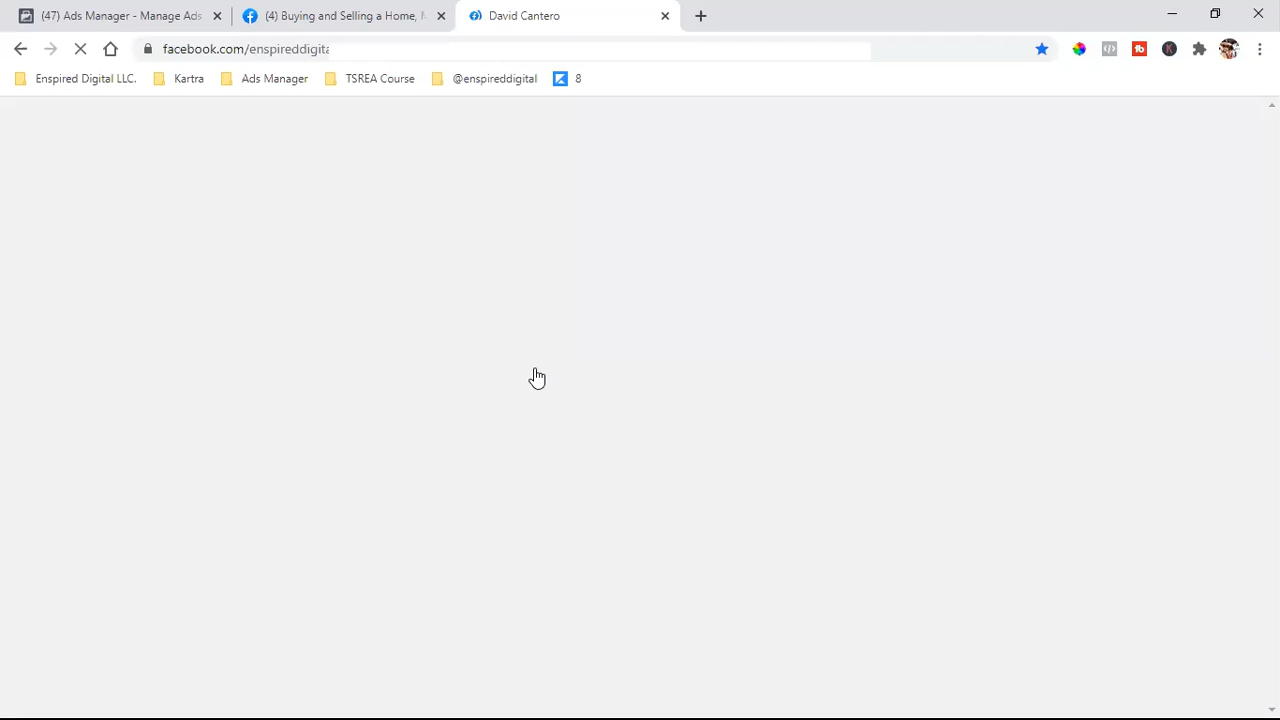 (47) Ads Manager - Manage Ads
(4) Buying and Selling a Home,
David Cantero
facebook.com/enspireddigita
Enspired Digital LLC.
Kartra
Ads Manager
TSREA Course
@enspireddigital
8